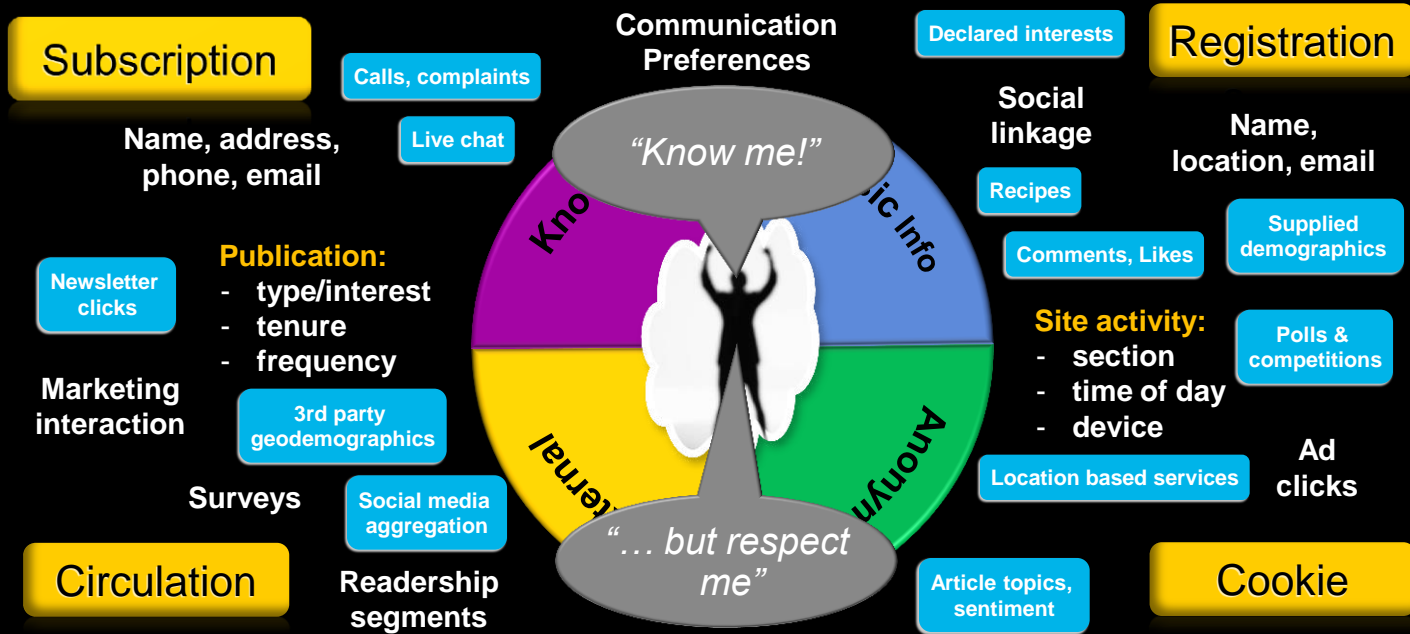 Subscription
Calls, complaints
Live chat
Name, address,
phone, email
Communication
Preferences
Declared interests
Registration
Social
linkage
Name,
location, email
Recipes
Supplied
demographics
Comments, Likes
“Know me!”
Info
Newsletter
clicks
Publication:
- type/interest
- tenure
- frequency
Marketing
interaction
3rd party
geodemographics
Surveys
Social media
aggregation
Site activity:
- section
- time of day
- device
Polls &
competitions
Location based services
Ad
clicks
“… but respect
me”
Circulation
Readership
segments
Article topics,
sentiment
Cookie